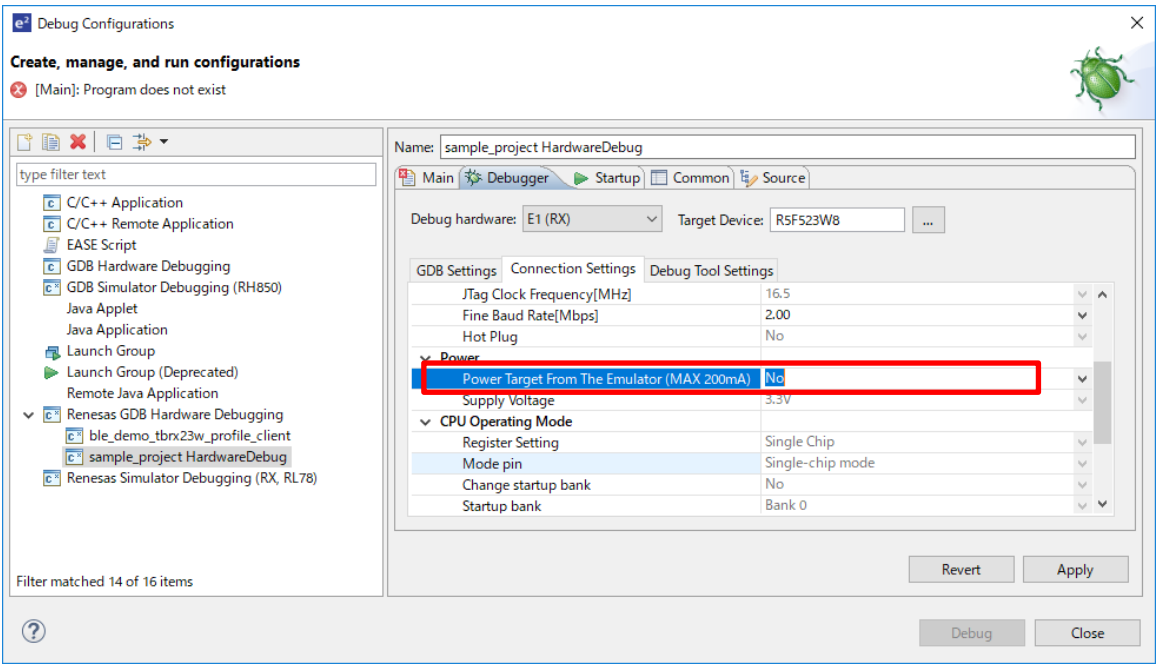 e² Debug Configurations
Create, manage, and run configurations
[Main]: Program does not exist
type filter text
C/C++ Application
C/C++ Remote Application
EASE Script
GDB Hardware Debugging
GDB Simulator Debugging (RH850)
Java Applet
Java Application
Launch Group
Launch Group (Deprecated)
Remote Java Application
Renesas GDB Hardware Debugging
ble_demo_tbrx23w_profile_client
sample_project HardwareDebug
Renesas Simulator Debugging (RX, RL78)
Filter matched 14 of 16 items
Name: sample_project HardwareDebug
Main Debugger Startup Common Source
Debug hardware: E1 (RX) Target Device: R5F523W8 ...
GDB Settings Connection Settings Debug Tool Settings
JTag Clock Frequency[MHz] 16.5
Fine Baud Rate[Mbps] 2.00
Hot Plug No
Power
Power Target From The Emulator (MAX 200mA) No
Supply Voltage 3.3V
CPU Operating Mode
Register Setting Single Chip
Mode pin Single-chip mode
Change startup bank No
Startup bank Bank 0
Revert Apply
? Debug Close